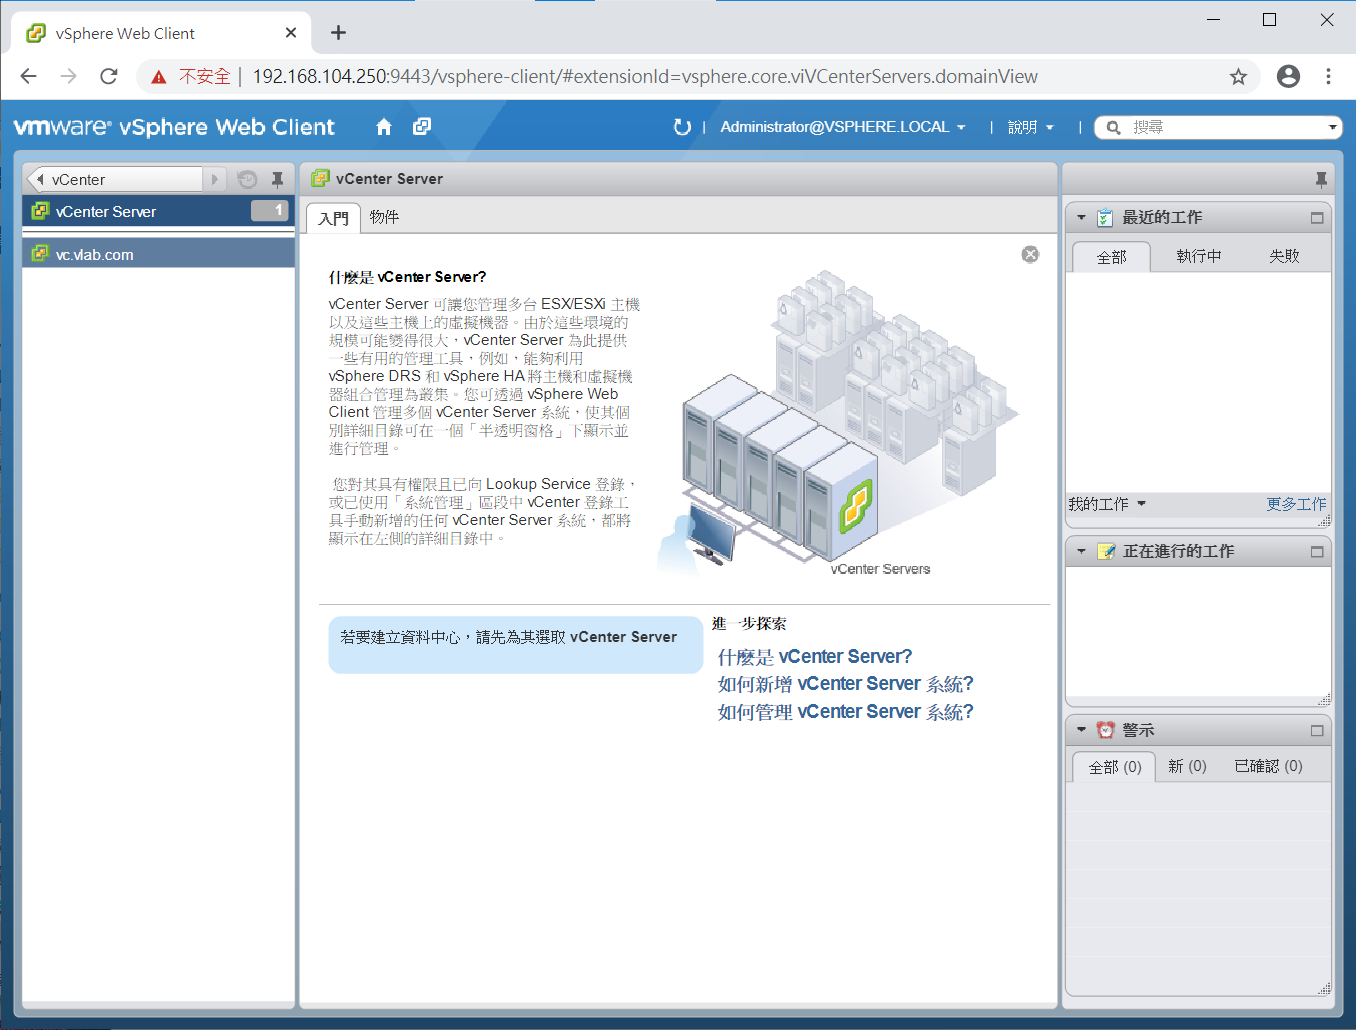 vSphere Web Client
不安全
192.168.104.250:9443/vsphere-client/#extensionId=vsphere.core.viVCenterServers.domainView
vmware vSphere Web Client
Administrator@VSPHERE.LOCAL
說明
搜尋
vCenter
vCenter Server
1
vc.vlab.com
vCenter Server
入門
物件
什麼是 vCenter Server?
vCenter Server 可讓您管理多台 ESX/ESXi 主機
以及這些主機上的虛擬機器。由於這些環境的
規模可能變得很大，vCenter Server 為此提供
一些有用的管理工具，例如，能夠利用
vSphere DRS 和 vSphere HA 將主機和虛擬機
器組合管理為叢集。您可透過 vSphere Web
Client 管理多個 vCenter Server 系統，使其個
別詳細目錄可在一個「半透明窗格」下顯示並
進行管理。
您對其具有權限且已向 Lookup Service 登錄，
或已使用「系統管理」區段中 vCenter 登錄工
具手動新增的任何 vCenter Server 系統，都將
顯示在左側的詳細目錄中。
vCenter Servers
若要建立資料中心，請先為其選取 vCenter Server
進一步探索
什麼是 vCenter Server?
如何新增 vCenter Server 系統?
如何管理 vCenter Server 系統?
最近的工作
全部
執行中
失敗
我的工作
更多工作
正在進行的工作
警示
全部 (0)
新 (0)
已確認 (0)